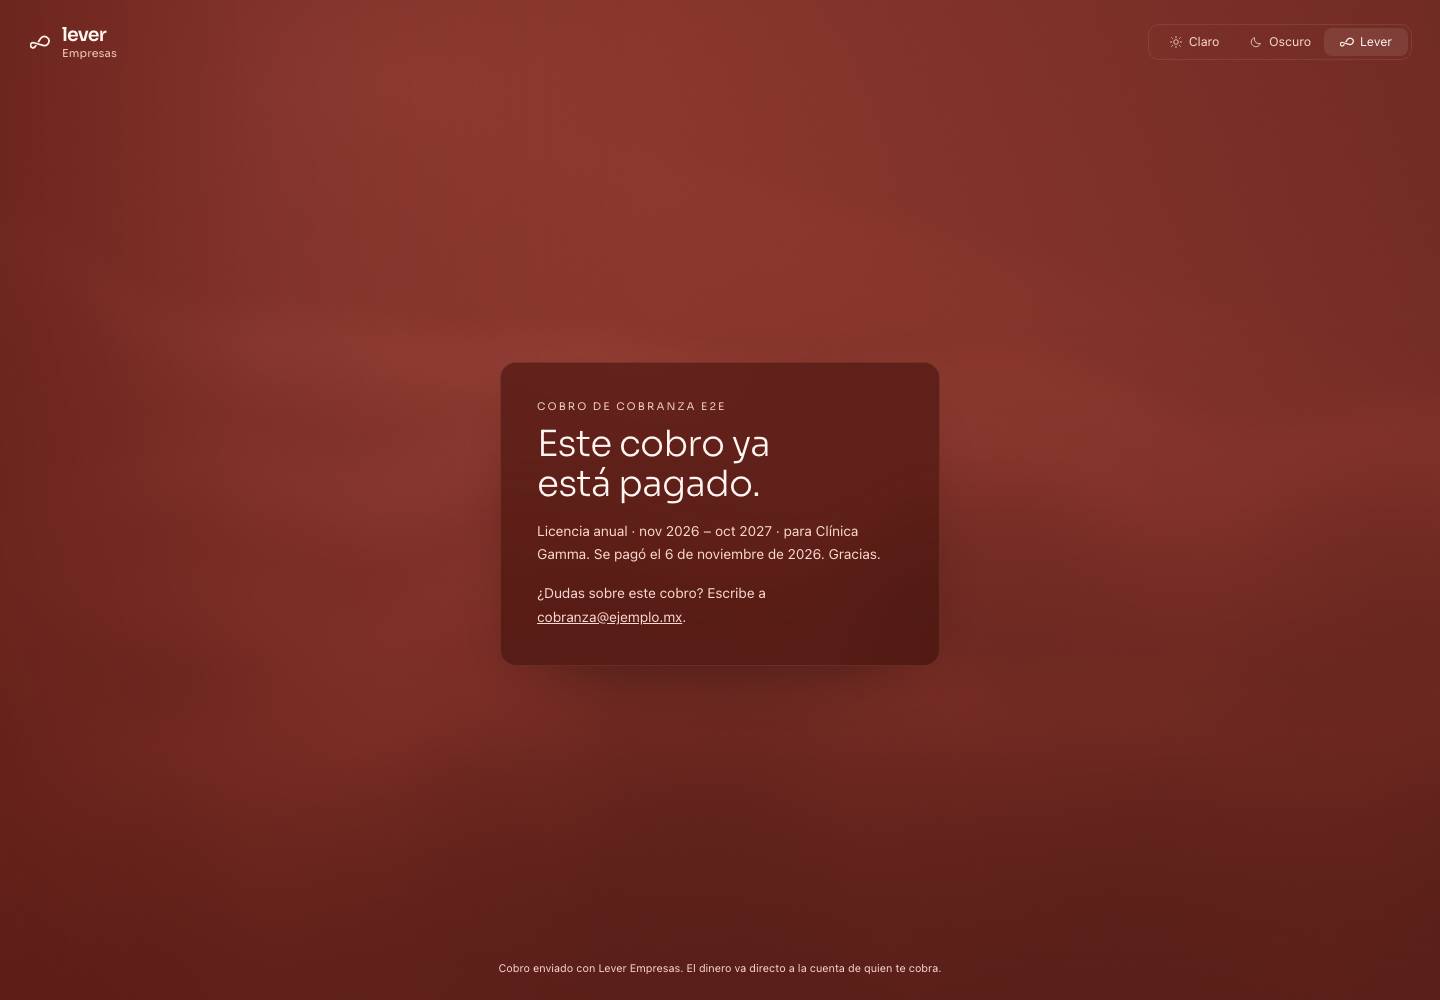 lever
Empresas
Claro
Oscuro
Lever
COBRO DE COBRANZA E2E
Este cobro ya
está pagado.
Licencia anual · nov 2026 – oct 2027 · para Clínica
Gamma. Se pagó el 6 de noviembre de 2026. Gracias.
¿Dudas sobre este cobro? Escribe a
cobranza@ejemplo.mx.
Cobro enviado con Lever Empresas. El dinero va directo a la cuenta de quien te cobra.